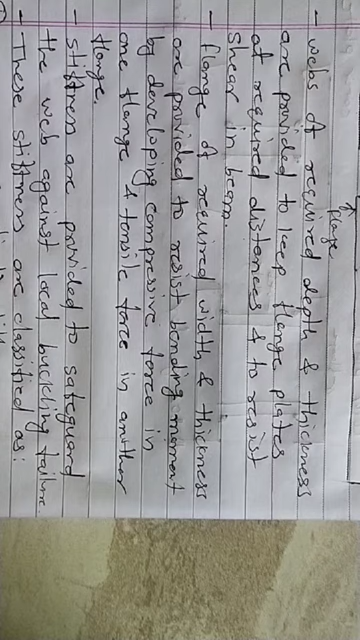 flange
- webs of required depth & thickness
are provided to keep flange plates
at required distances & to resist
shear in beam.
- flange of required width & thickness
are provided to resist bending moment
by developing compressive force in
one flange & tensile force in another
flange.
- stiffners are provided to safeguard
the web against local buckling failure.
- These stiffners are classified as: